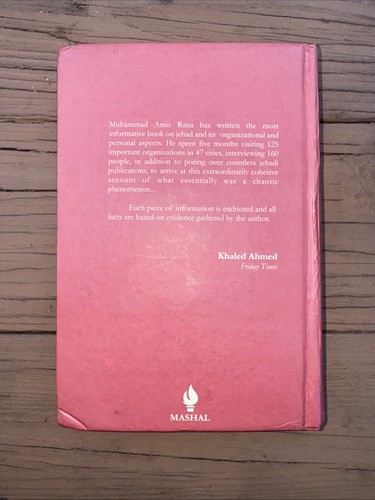 Muhammad Amit Rana has written the most
informative book on jehad and its organizational and
personal aspects. He spent five months visiting 125
important organizations in 47 cities, interviewing 160
people, in addition to poring over countless jehadi
publications, to arrive at this extraordinarily cohesive
account of what essentially was a chaotic
phenomenon...
Each piece of information is endnoted and all
facts are based on evidence gathered by the author.
Khaled Ahmed
Friday Times
MASHAL